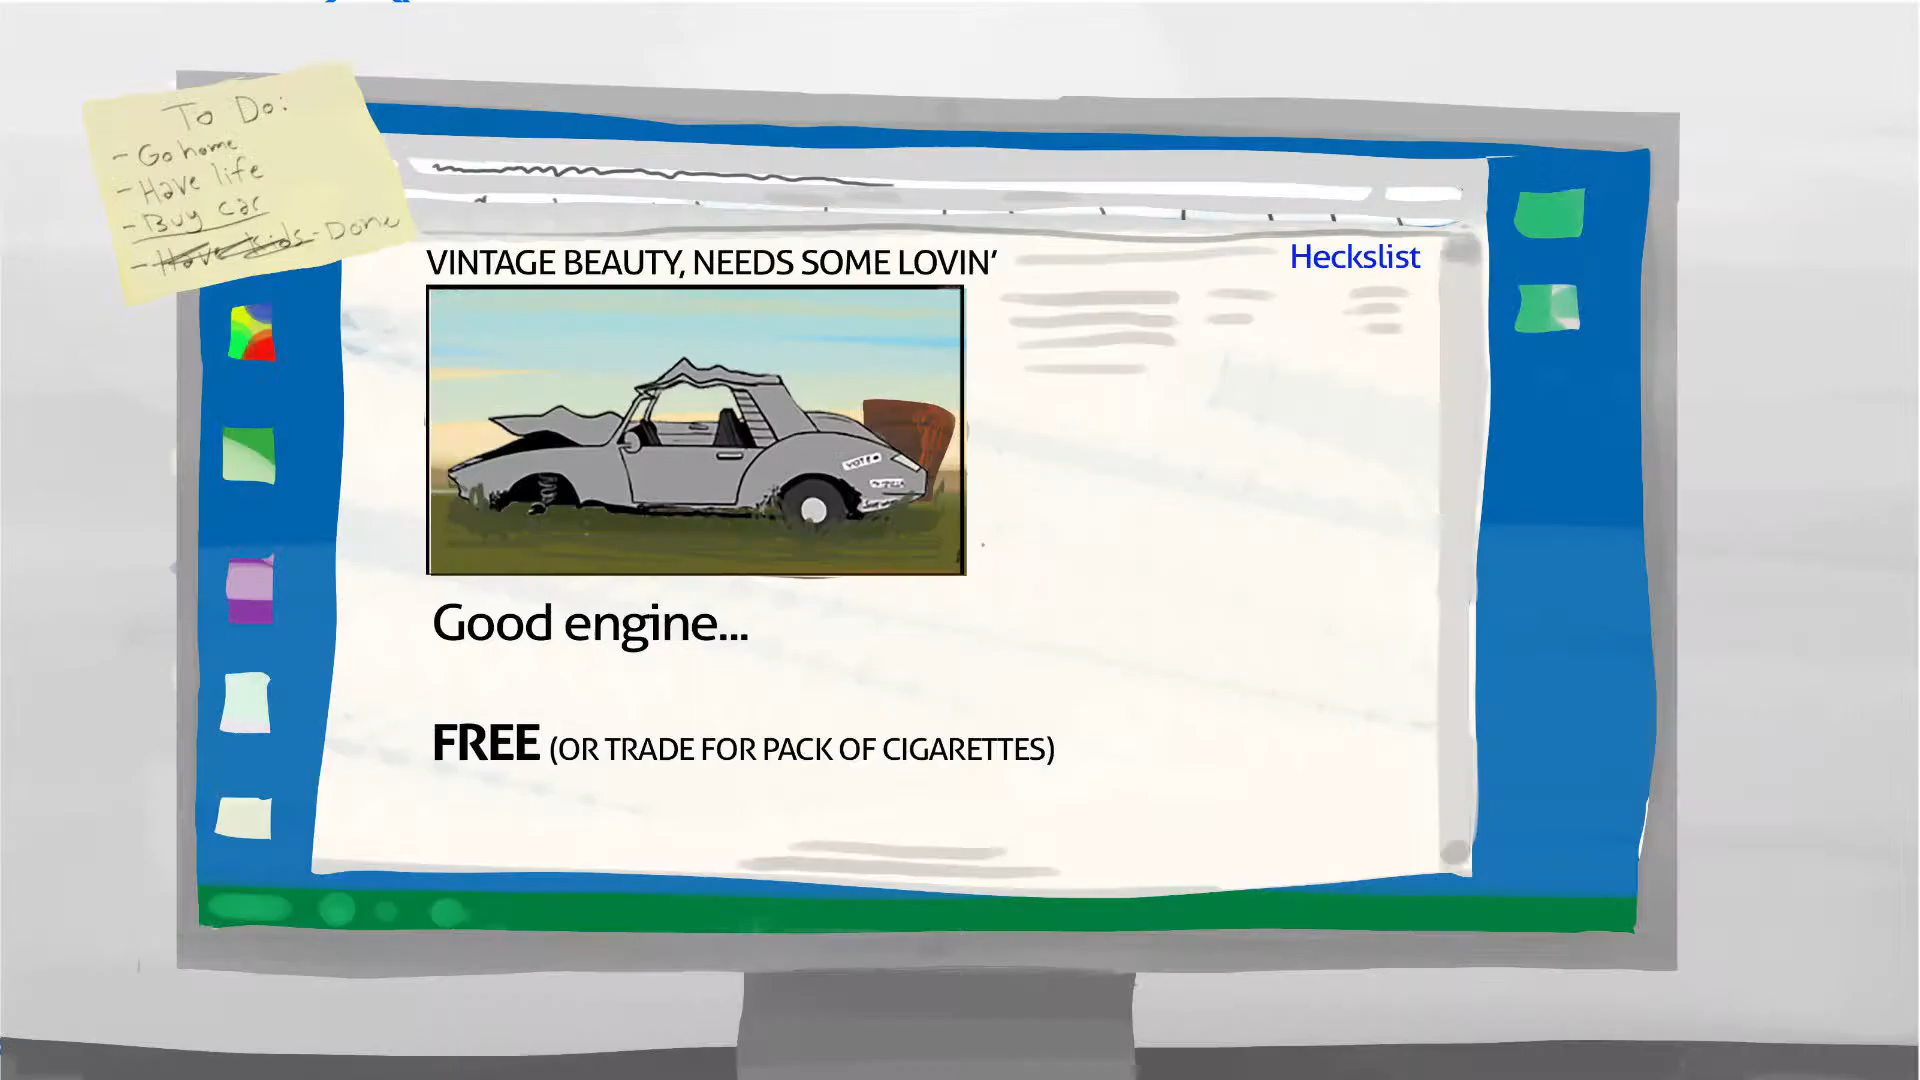 To Do:
- Go home
- Have life
- Buy car
- Have kids - Done
VINTAGE BEAUTY, NEEDS SOME LOVIN'
Heckslist
VOTE
Good engine...
FREE (OR TRADE FOR PACK OF CIGARETTES)